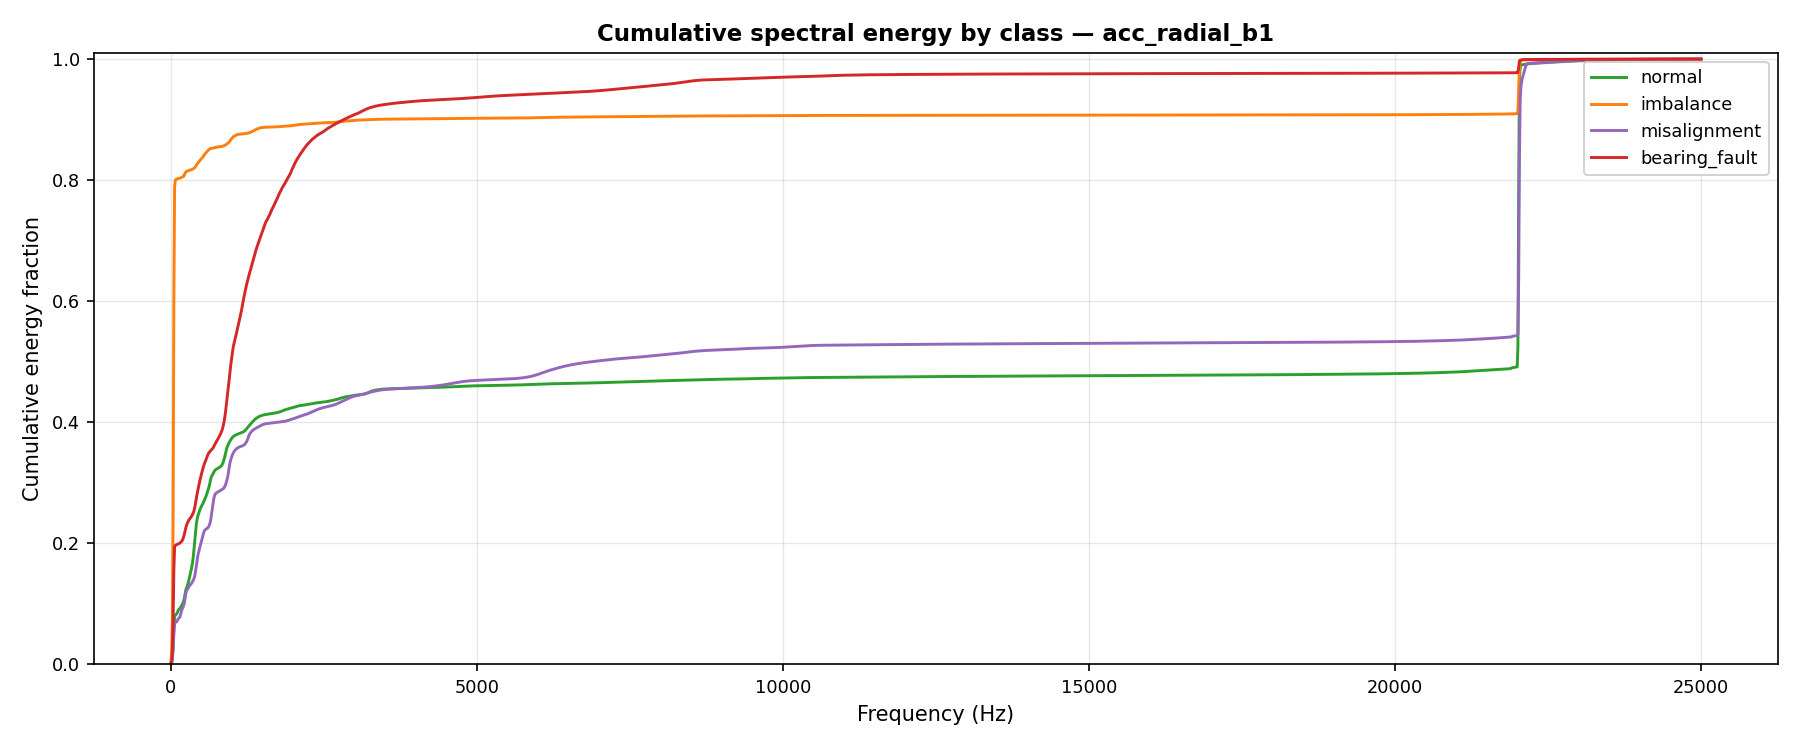 Cumulative spectral energy by class — acc_radial_b1
Cumulative energy fraction
1.0
0.8
0.6
0.4
0.2
0.0
normal
imbalance
misalignment
bearing_fault
0
5000
10000
15000
20000
25000
Frequency (Hz)